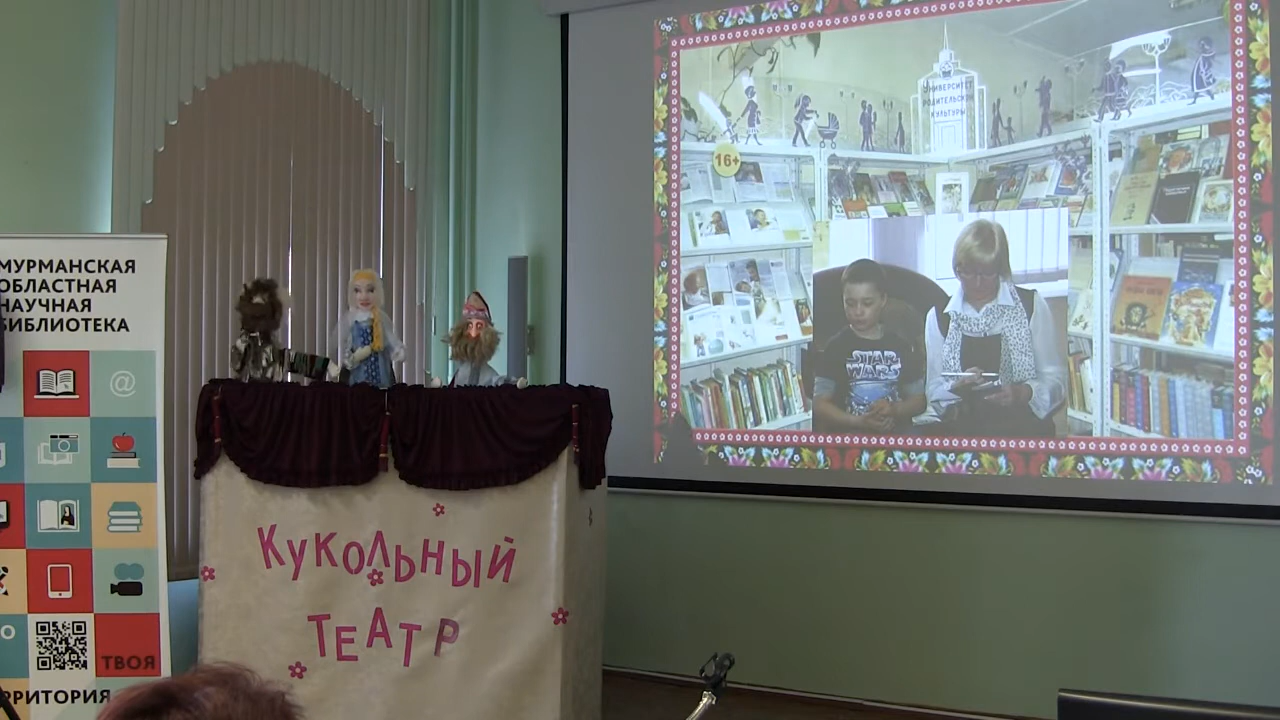 МУРМАНСКАЯ
ОБЛАСТНАЯ
НАУЧНАЯ
БИБЛИОТЕКА
@
ТВОЯ
РРИТОРИЯ
Кукольный
ТЕАТР
16+
УНИВЕРСИТЕТ
РОДИТЕЛЬСКОЙ
КУЛЬТУРЫ
STAR
WARS